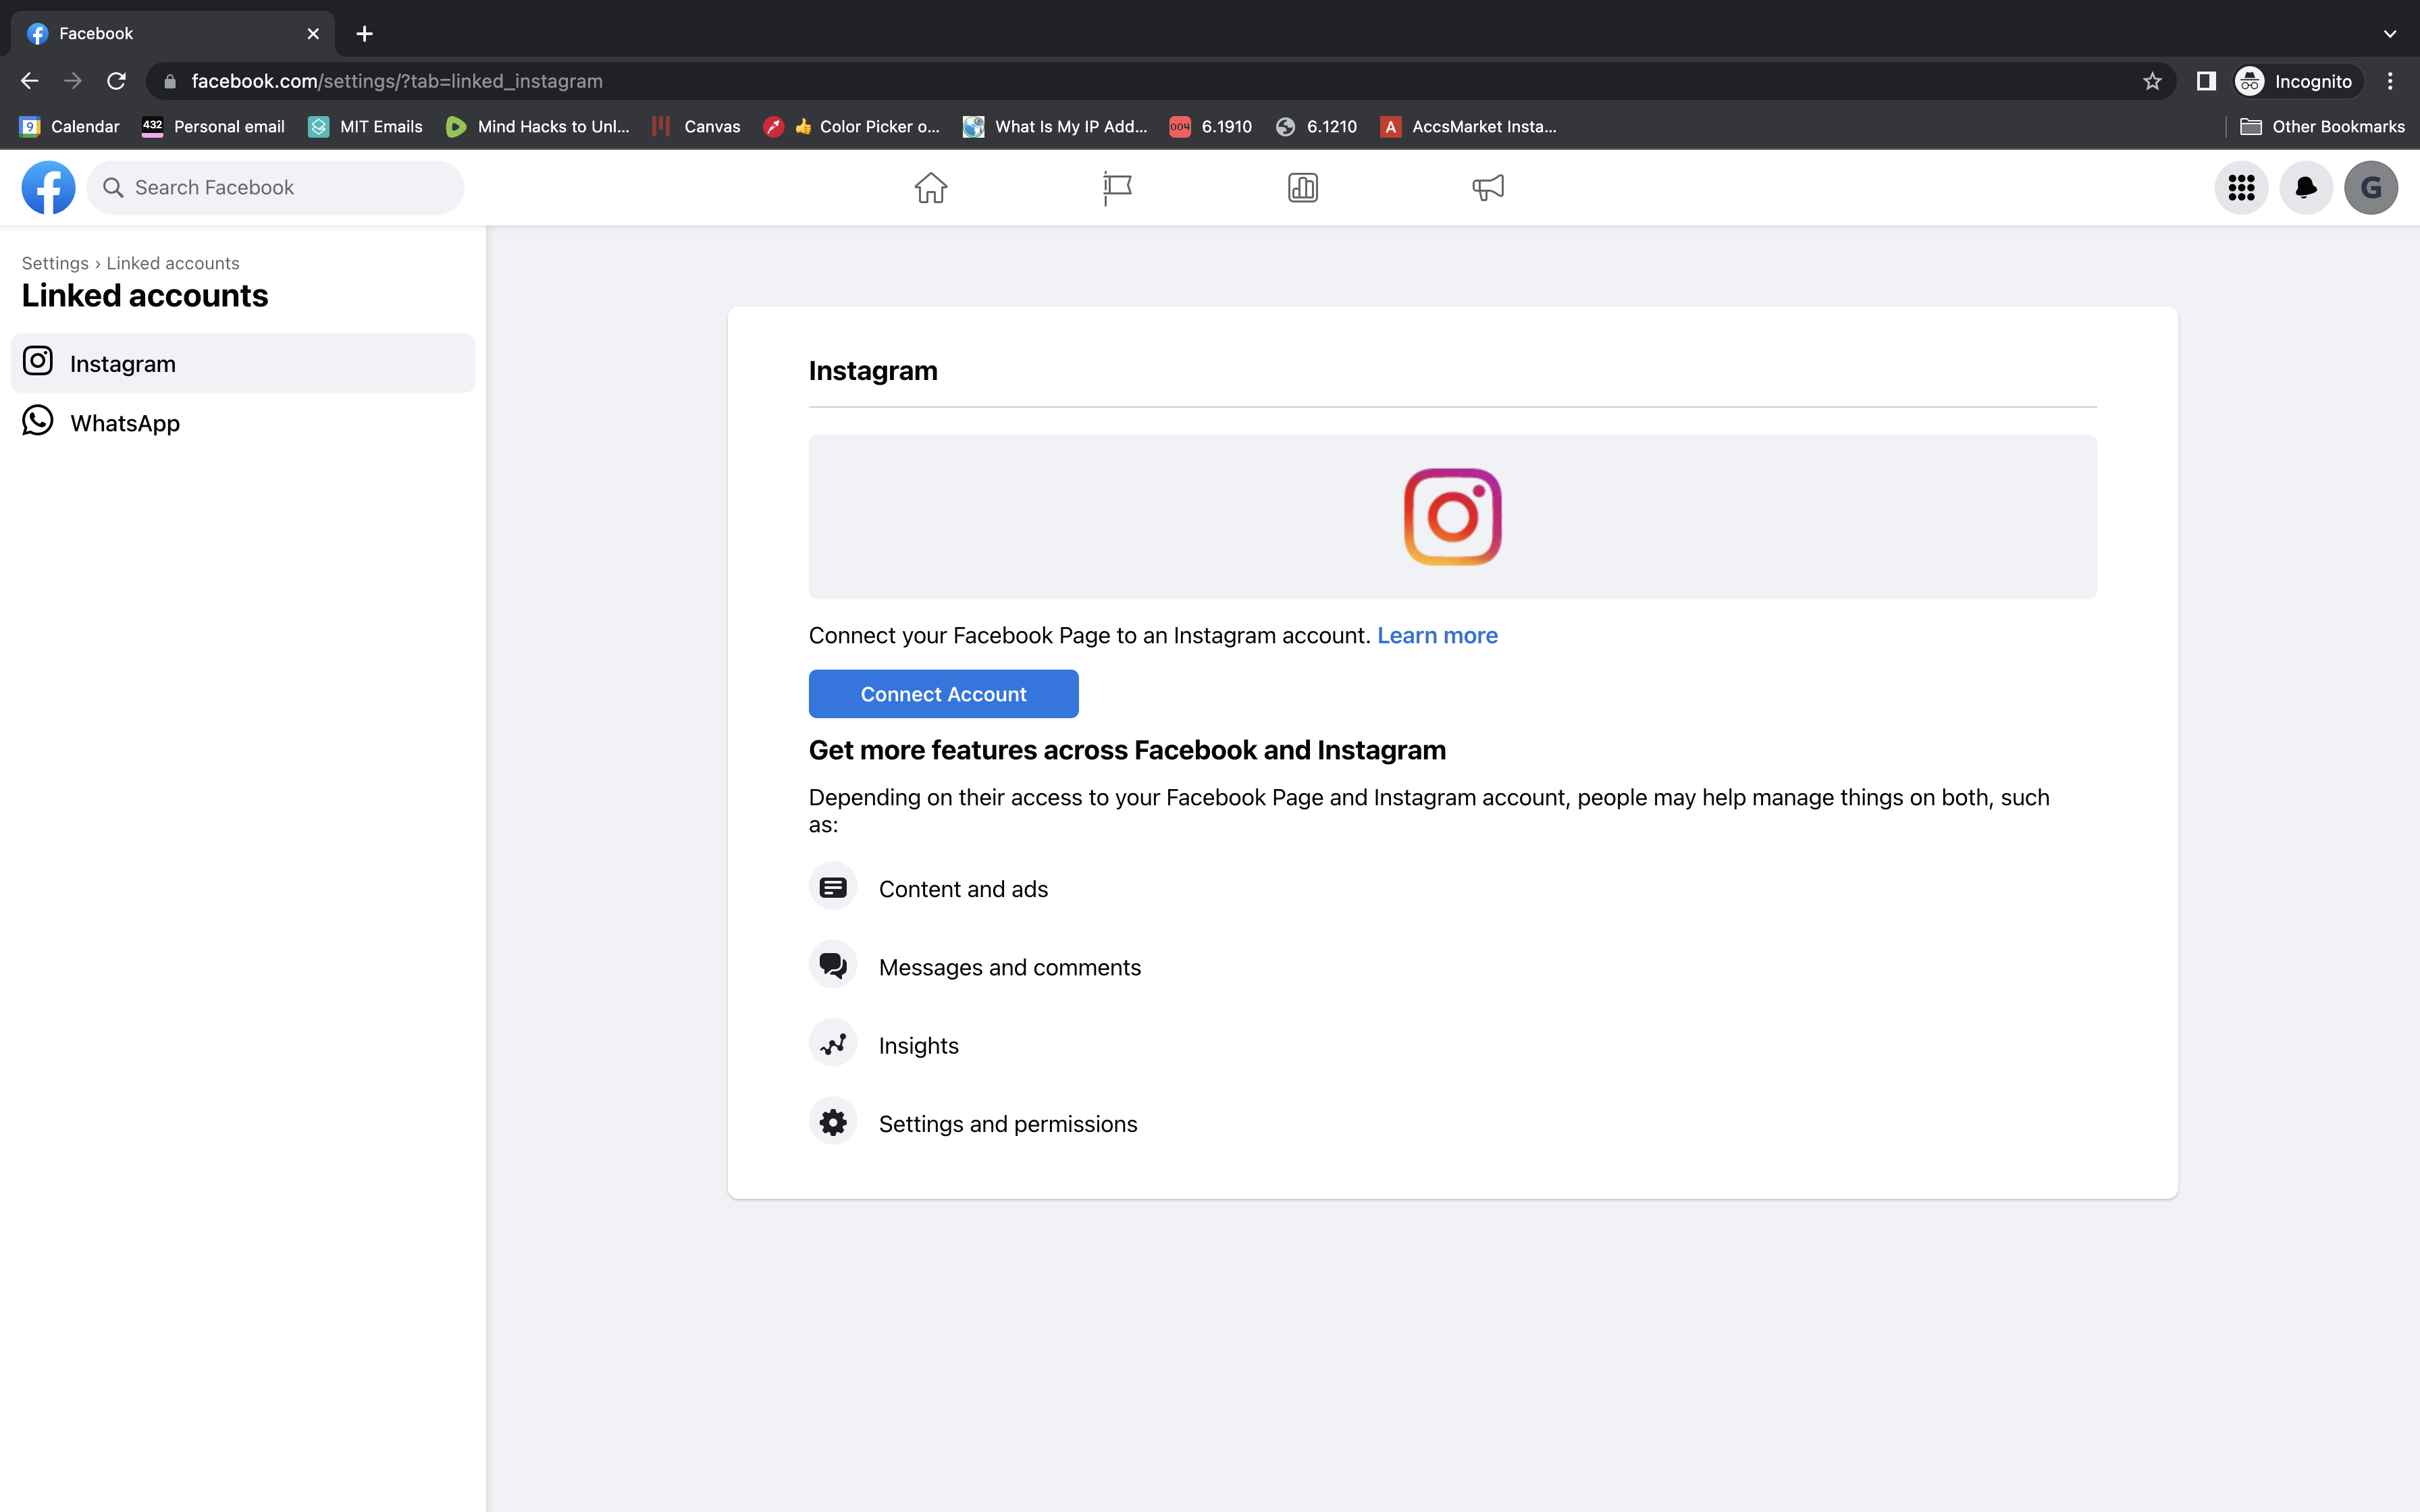 Facebook
facebook.com/settings/?tab=linked_instagram
Incognito
9 Calendar
432 Personal email
MIT Emails
Mind Hacks to Unl...
Canvas
👍 Color Picker o...
What Is My IP Add...
004 6.1910
6.1210
A AccsMarket Insta...
Other Bookmarks
Search Facebook
G
Settings › Linked accounts
Linked accounts
Instagram
WhatsApp
Instagram
Connect your Facebook Page to an Instagram account. Learn more
Connect Account
Get more features across Facebook and Instagram
Depending on their access to your Facebook Page and Instagram account, people may help manage things on both, such
as:
Content and ads
Messages and comments
Insights
Settings and permissions